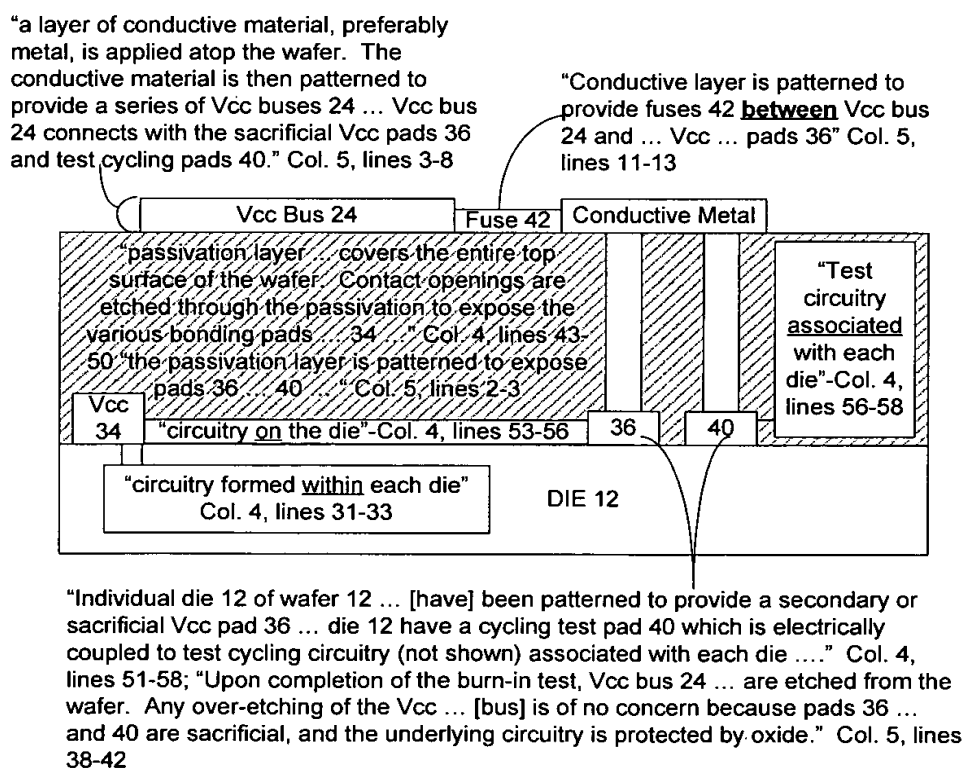 “a layer of conductive material, preferably
metal, is applied atop the wafer. The
conductive material is then patterned to
provide a series of Vcc buses 24 ... Vcc bus
24 connects with the sacrificial Vcc pads 36
and test cycling pads 40.” Col. 5, lines 3-8
“Conductive layer is patterned to
provide fuses 42 between Vcc bus
24 and ... Vcc ... pads 36” Col. 5,
lines 11-13
Vcc Bus 24
Fuse 42
Conductive Metal
“passivation layer ... covers the entire top
surface of the wafer. Contact openings are
etched through the passivation to expose the
various bonding pads ... 34 ...” Col. 4, lines 43-
50 “the passivation layer is patterned to expose
pads 36 ... 40 ... “ Col. 5, lines 2-3
“Test
circuitry
associated
with each
die”-Col. 4,
lines 56-58
Vcc
34
“circuitry on the die”-Col. 4, lines 53-56
36
40
“circuitry formed within each die”
Col. 4, lines 31-33
DIE 12
“Individual die 12 of wafer 12 ... [have] been patterned to provide a secondary or
sacrificial Vcc pad 36 ... die 12 have a cycling test pad 40 which is electrically
coupled to test cycling circuitry (not shown) associated with each die ....” Col. 4,
lines 51-58; “Upon completion of the burn-in test, Vcc bus 24 ... are etched from the
wafer. Any over-etching of the Vcc ... [bus] is of no concern because pads 36 ...
and 40 are sacrificial, and the underlying circuitry is protected by oxide.” Col. 5, lines
38-42